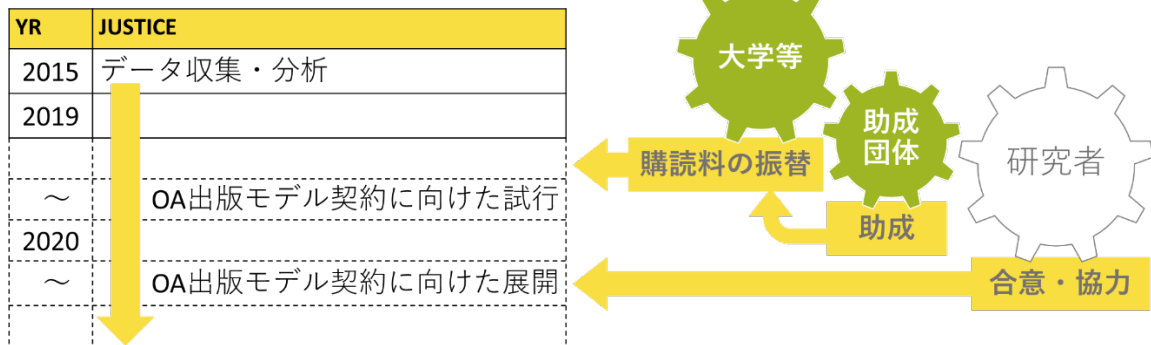 YR JUSTICE
2015 データ収集・分析
2019
～ OA出版モデル契約に向けた試行
2020
～ OA出版モデル契約に向けた展開
大学等
購読料の振替
助成
団体
助成
研究者
合意・協力